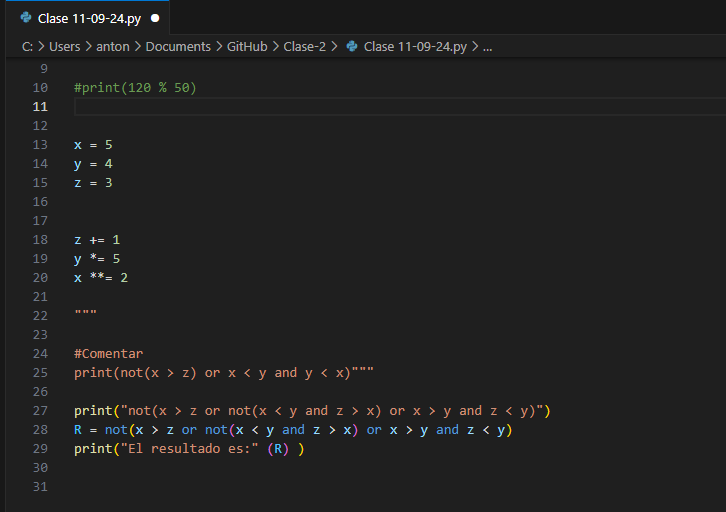 Clase 11-09-24.py ●
C: > Users > anton > Documents > GitHub > Clase-2 > Clase 11-09-24.py > ...
9
10 #print(120 % 50)
11
12
13 x = 5
14 y = 4
15 z = 3
16
17
18 z += 1
19 y *= 5
20 x **= 2
21
22 """
23
24 #Comentar
25 print(not(x > z) or x < y and y < x)"""
26
27 print("not(x > z or not(x < y and z > x) or x > y and z < y)")
28 R = not(x > z or not(x < y and z > x) or x > y and z < y)
29 print("El resultado es:" (R) )
30
31